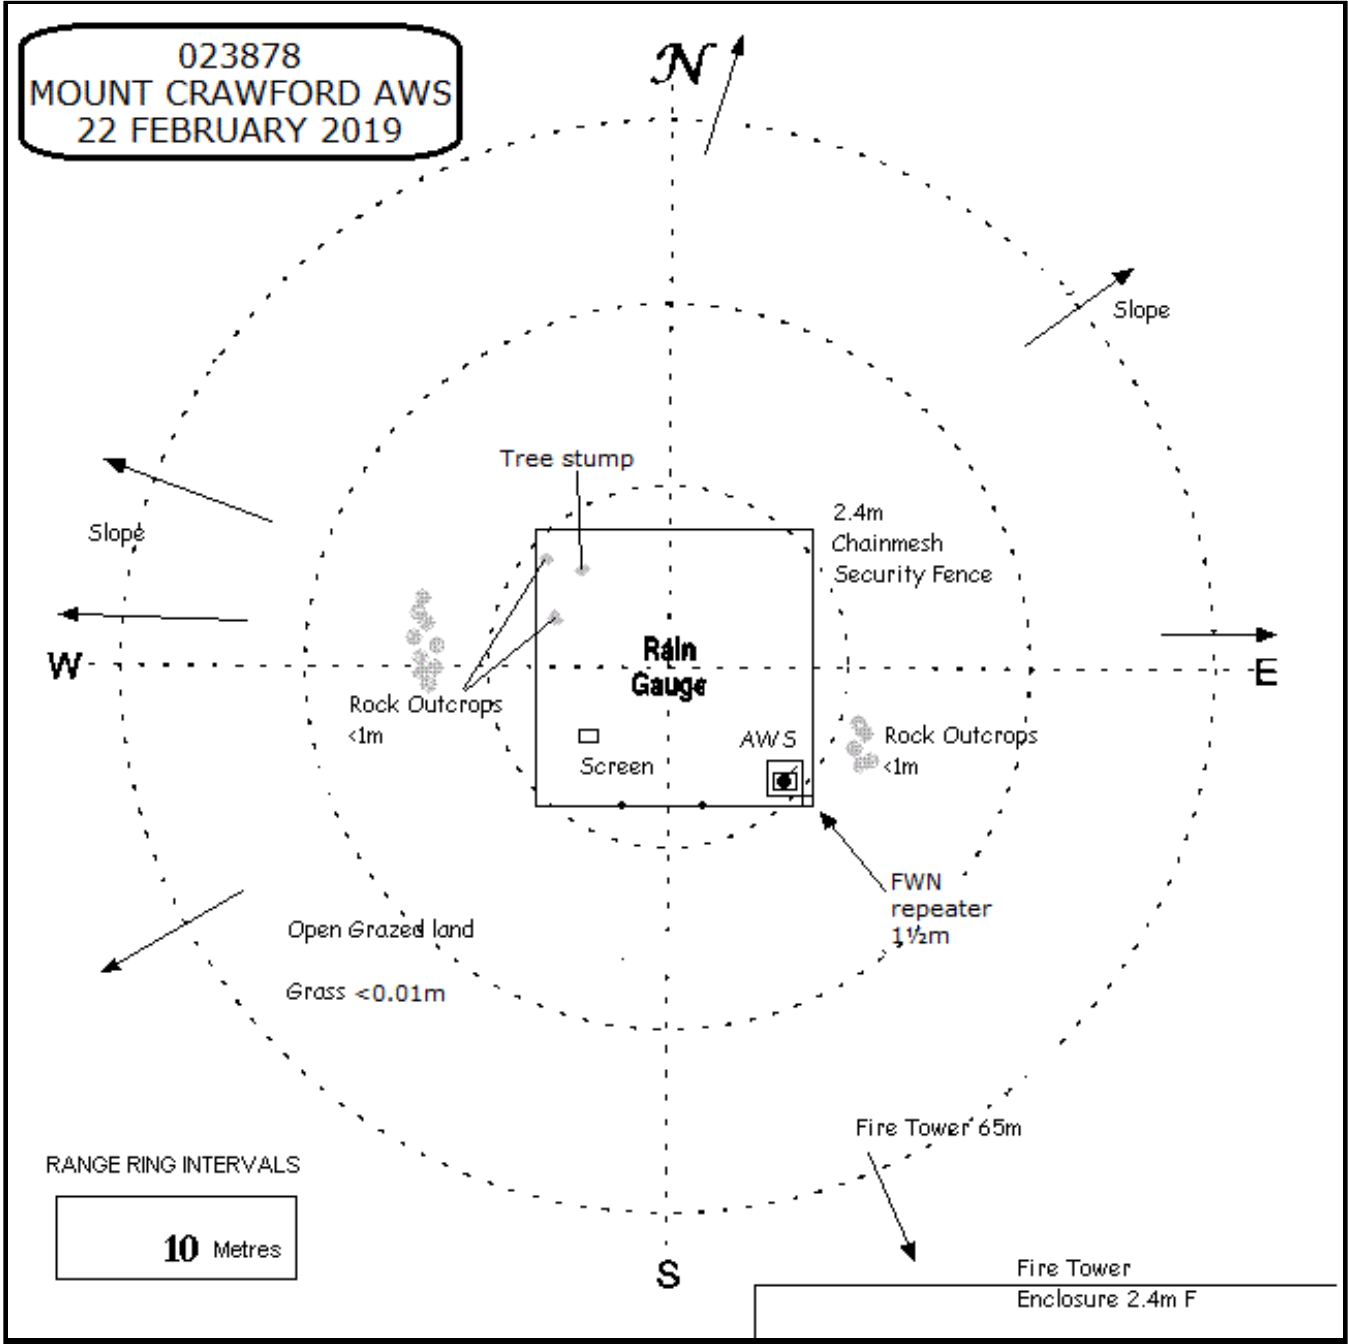 023878
MOUNT CRAWFORD AWS
22 FEBRUARY 2019
N
Slope
Tree stump
2.4m
Chainmesh
Security Fence
Slope
W
E
Rain
Gauge
Rock Outcrops
<1m
AWS
Rock Outcrops
<1m
Screen
FWN
repeater
1½m
Open Grazed land
Grass <0.01m
Fire Tower 65m
RANGE RING INTERVALS
10 Metres
S
Fire Tower
Enclosure 2.4m F